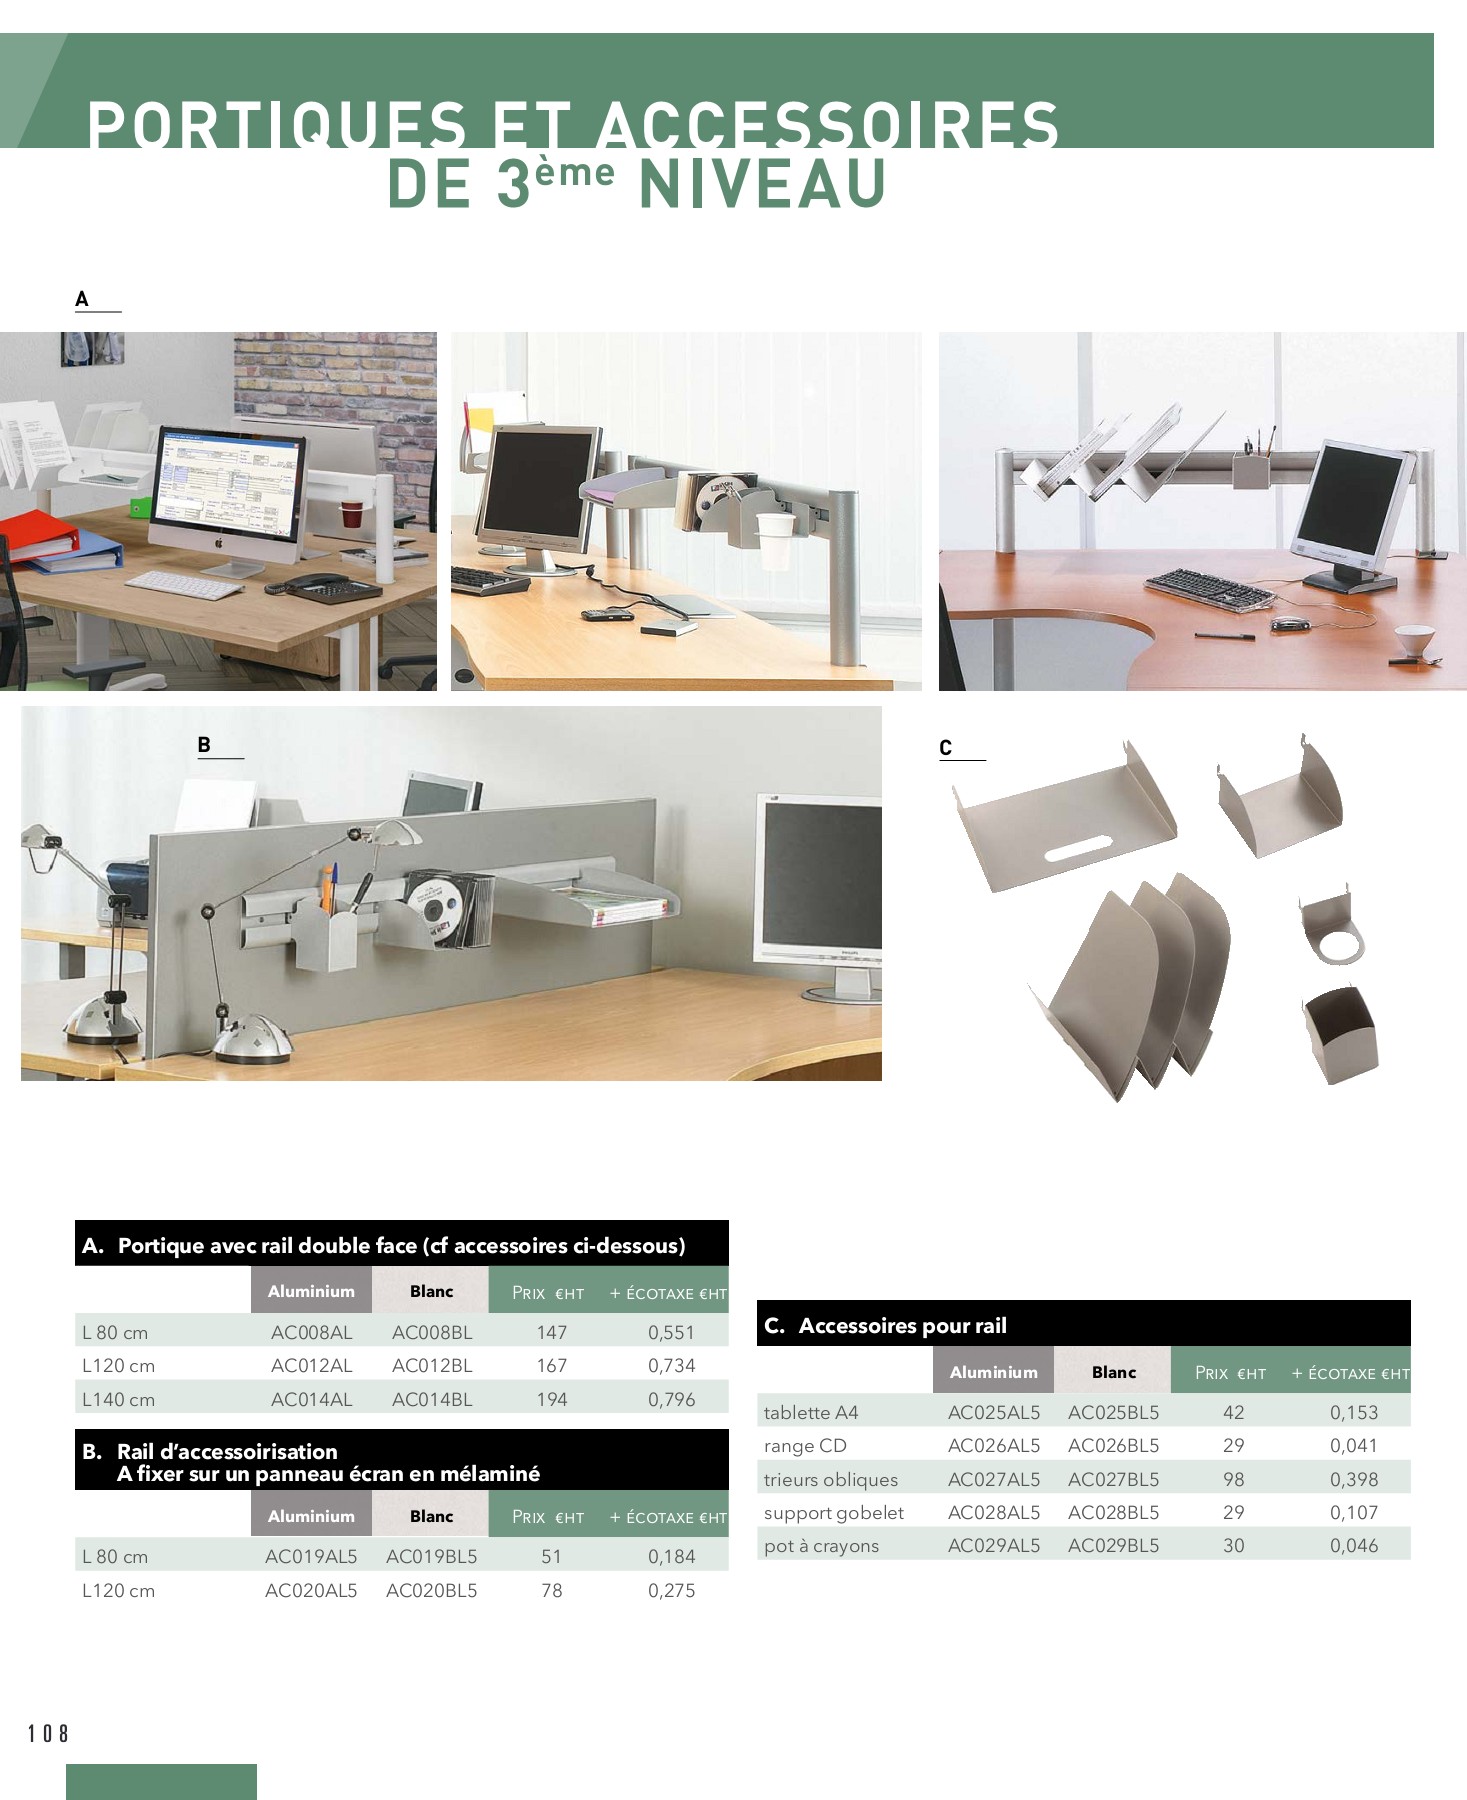 PORTIQUES ET ACCESSOIRES
DE 3ème NIVEAU
A
B
C
A. Portique avec rail double face (cf accessoires ci-dessous)
Aluminium Blanc Prix €ht + écotaxe €ht
L 80 cm AC008AL AC008BL 147 0,551
L120 cm AC012AL AC012BL 167 0,734
L140 cm AC014AL AC014BL 194 0,796
B. Rail d’accessoirisation
A fixer sur un panneau écran en mélaminé
Aluminium Blanc Prix €ht + écotaxe €ht
L 80 cm AC019AL5 AC019BL5 51 0,184
L120 cm AC020AL5 AC020BL5 78 0,275
C. Accessoires pour rail
Aluminium Blanc Prix €ht + écotaxe €ht
tablette A4 AC025AL5 AC025BL5 42 0,153
range CD AC026AL5 AC026BL5 29 0,041
trieurs obliques AC027AL5 AC027BL5 98 0,398
support gobelet AC028AL5 AC028BL5 29 0,107
pot à crayons AC029AL5 AC029BL5 30 0,046
108